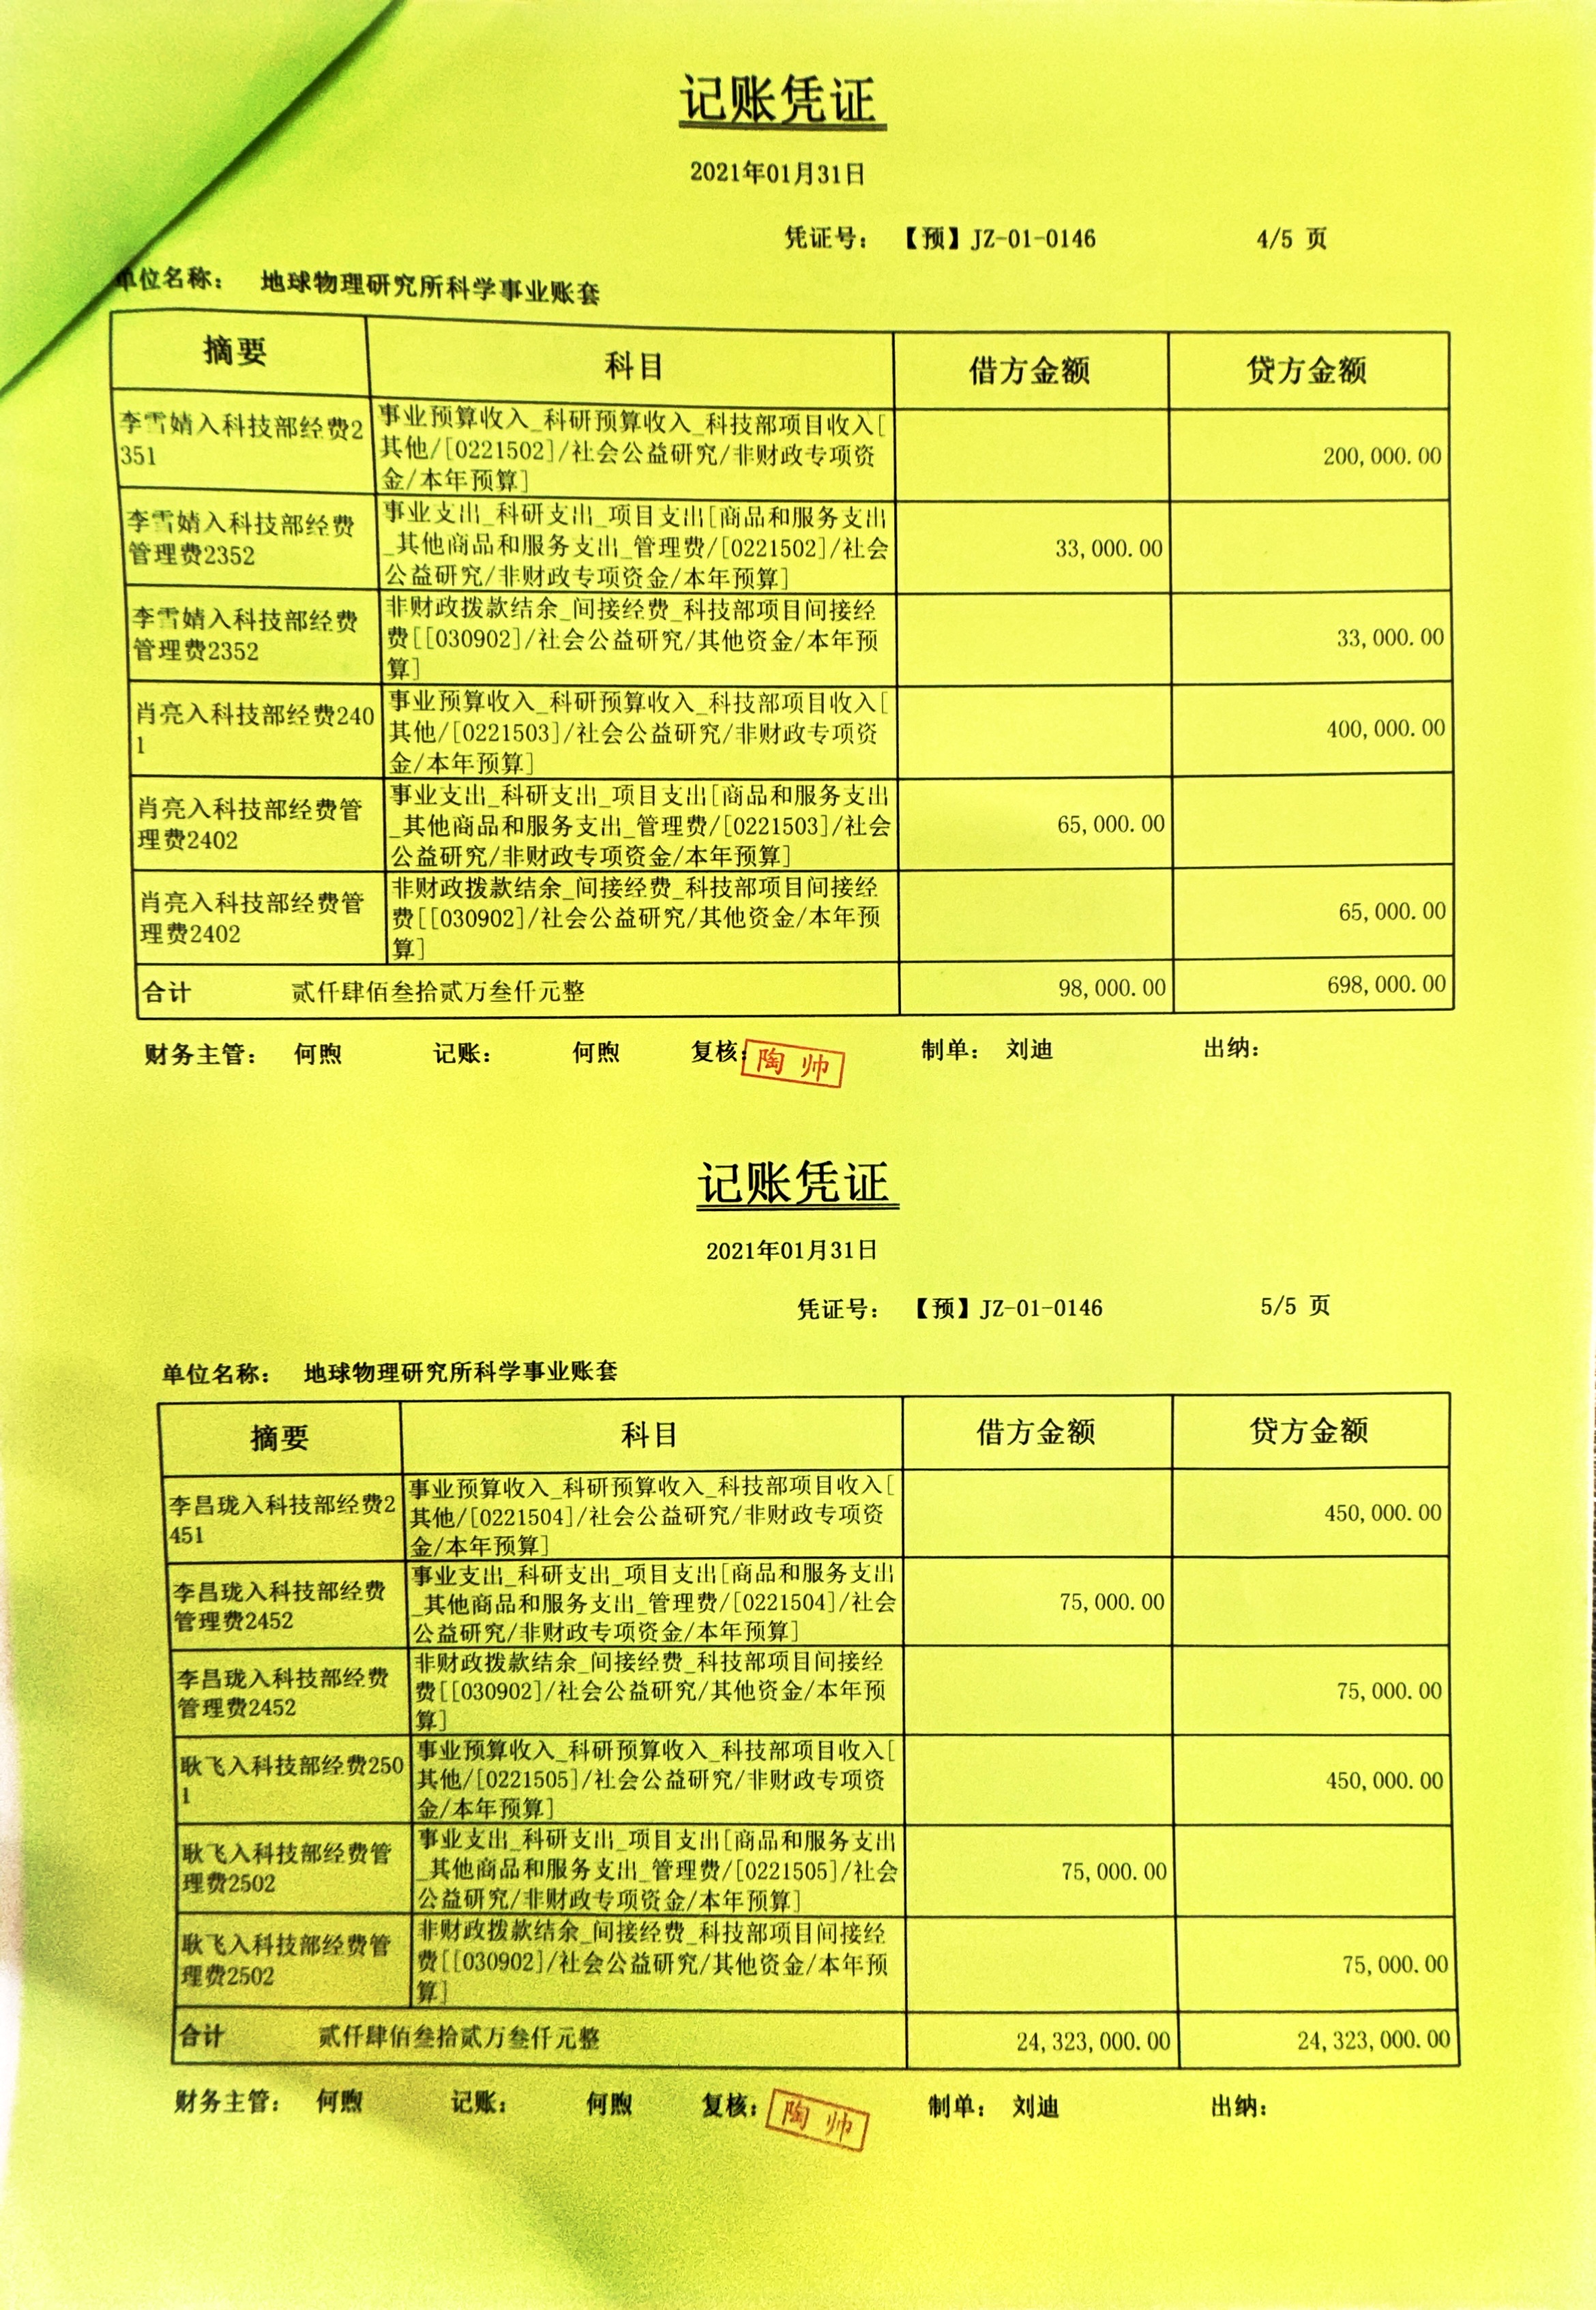 记账凭证
2021年01月31日
凭证号： 【预】JZ-01-0146 4/5 页
单位名称： 地球物理研究所科学事业账套
摘要 科目 借方金额 贷方金额
李雪婧入科技部经费2
351
事业预算收入_科研预算收入_科技部项目收入[
其他/[0221502]/社会公益研究/非财政专项资
金/本年预算]
200,000.00
李雪婧入科技部经费
管理费2352
事业支出_科研支出_项目支出[商品和服务支出
_其他商品和服务支出_管理费/[0221502]/社会
公益研究/非财政专项资金/本年预算]
33,000.00
李雪婧入科技部经费
管理费2352
非财政拨款结余_间接经费_科技部项目间接经
费[[030902]/社会公益研究/其他资金/本年预
算]
33,000.00
肖亮入科技部经费240
1
事业预算收入_科研预算收入_科技部项目收入[
其他/[0221503]/社会公益研究/非财政专项资
金/本年预算]
400,000.00
肖亮入科技部经费管
理费2402
事业支出_科研支出_项目支出[商品和服务支出
_其他商品和服务支出_管理费/[0221503]/社会
公益研究/非财政专项资金/本年预算]
65,000.00
肖亮入科技部经费管
理费2402
非财政拨款结余_间接经费_科技部项目间接经
费[[030902]/社会公益研究/其他资金/本年预
算]
65,000.00
合计 贰仟肆佰叁拾贰万叁仟元整 98,000.00 698,000.00
财务主管： 何煦 记账： 何煦 复核： 陶帅 制单： 刘迪 出纳：
记账凭证
2021年01月31日
凭证号： 【预】JZ-01-0146 5/5 页
单位名称： 地球物理研究所科学事业账套
摘要 科目 借方金额 贷方金额
李昌珑入科技部经费2
451
事业预算收入_科研预算收入_科技部项目收入[
其他/[0221504]/社会公益研究/非财政专项资
金/本年预算]
450,000.00
李昌珑入科技部经费
管理费2452
事业支出_科研支出_项目支出[商品和服务支出
_其他商品和服务支出_管理费/[0221504]/社会
公益研究/非财政专项资金/本年预算]
75,000.00
李昌珑入科技部经费
管理费2452
非财政拨款结余_间接经费_科技部项目间接经
费[[030902]/社会公益研究/其他资金/本年预
算]
75,000.00
耿飞入科技部经费250
1
事业预算收入_科研预算收入_科技部项目收入[
其他/[0221505]/社会公益研究/非财政专项资
金/本年预算]
450,000.00
耿飞入科技部经费管
理费2502
事业支出_科研支出_项目支出[商品和服务支出
_其他商品和服务支出_管理费/[0221505]/社会
公益研究/非财政专项资金/本年预算]
75,000.00
耿飞入科技部经费管
理费2502
非财政拨款结余_间接经费_科技部项目间接经
费[[030902]/社会公益研究/其他资金/本年预
算]
75,000.00
合计 贰仟肆佰叁拾贰万叁仟元整 24,323,000.00 24,323,000.00
财务主管： 何煦 记账： 何煦 复核： 陶帅 制单： 刘迪 出纳：